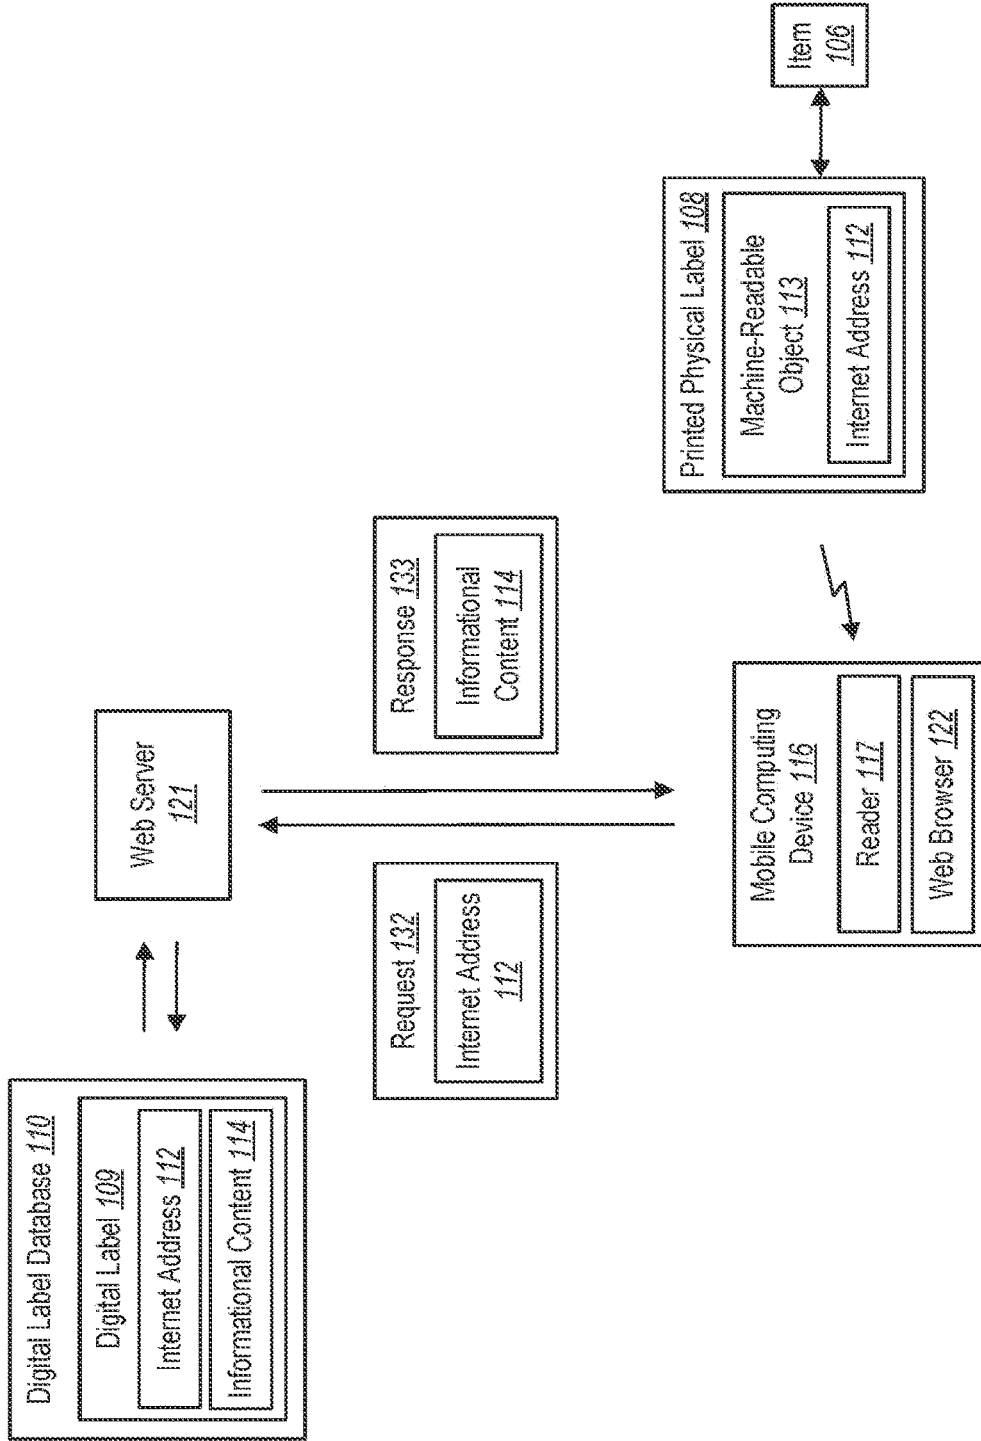 Digital Label Database 110
Digital Label 109
Internet Address 112
Informational Content 114
Web Server
121
Request 132
Internet Address
112
Response 133
Informational
Content 114
Mobile Computing
Device 116
Reader 117
Web Browser 122
Printed Physical Label 108
Machine-Readable
Object 113
Internet Address 112
Item
106